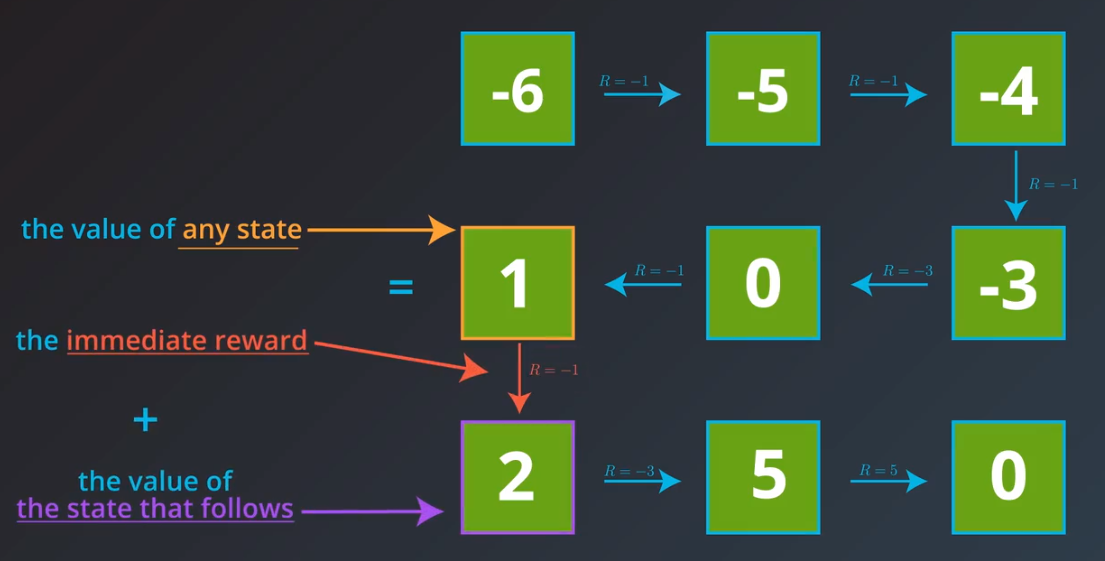 -6 R = −1 -5 R = −1 -4
R = −1
the value of any state
= 1 R = −1 0 R = −3 -3
the immediate reward
R = −1
+
the value of
the state that follows
2 R = −3 5 R = 5 0